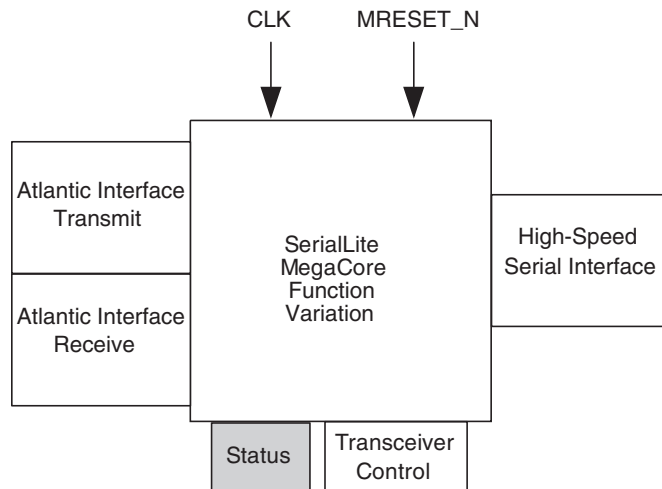 CLK
MRESET_N
Atlantic Interface
Transmit
Atlantic Interface
Receive
SerialLite
MegaCore
Function
Variation
High-Speed
Serial Interface
Status
Transceiver
Control